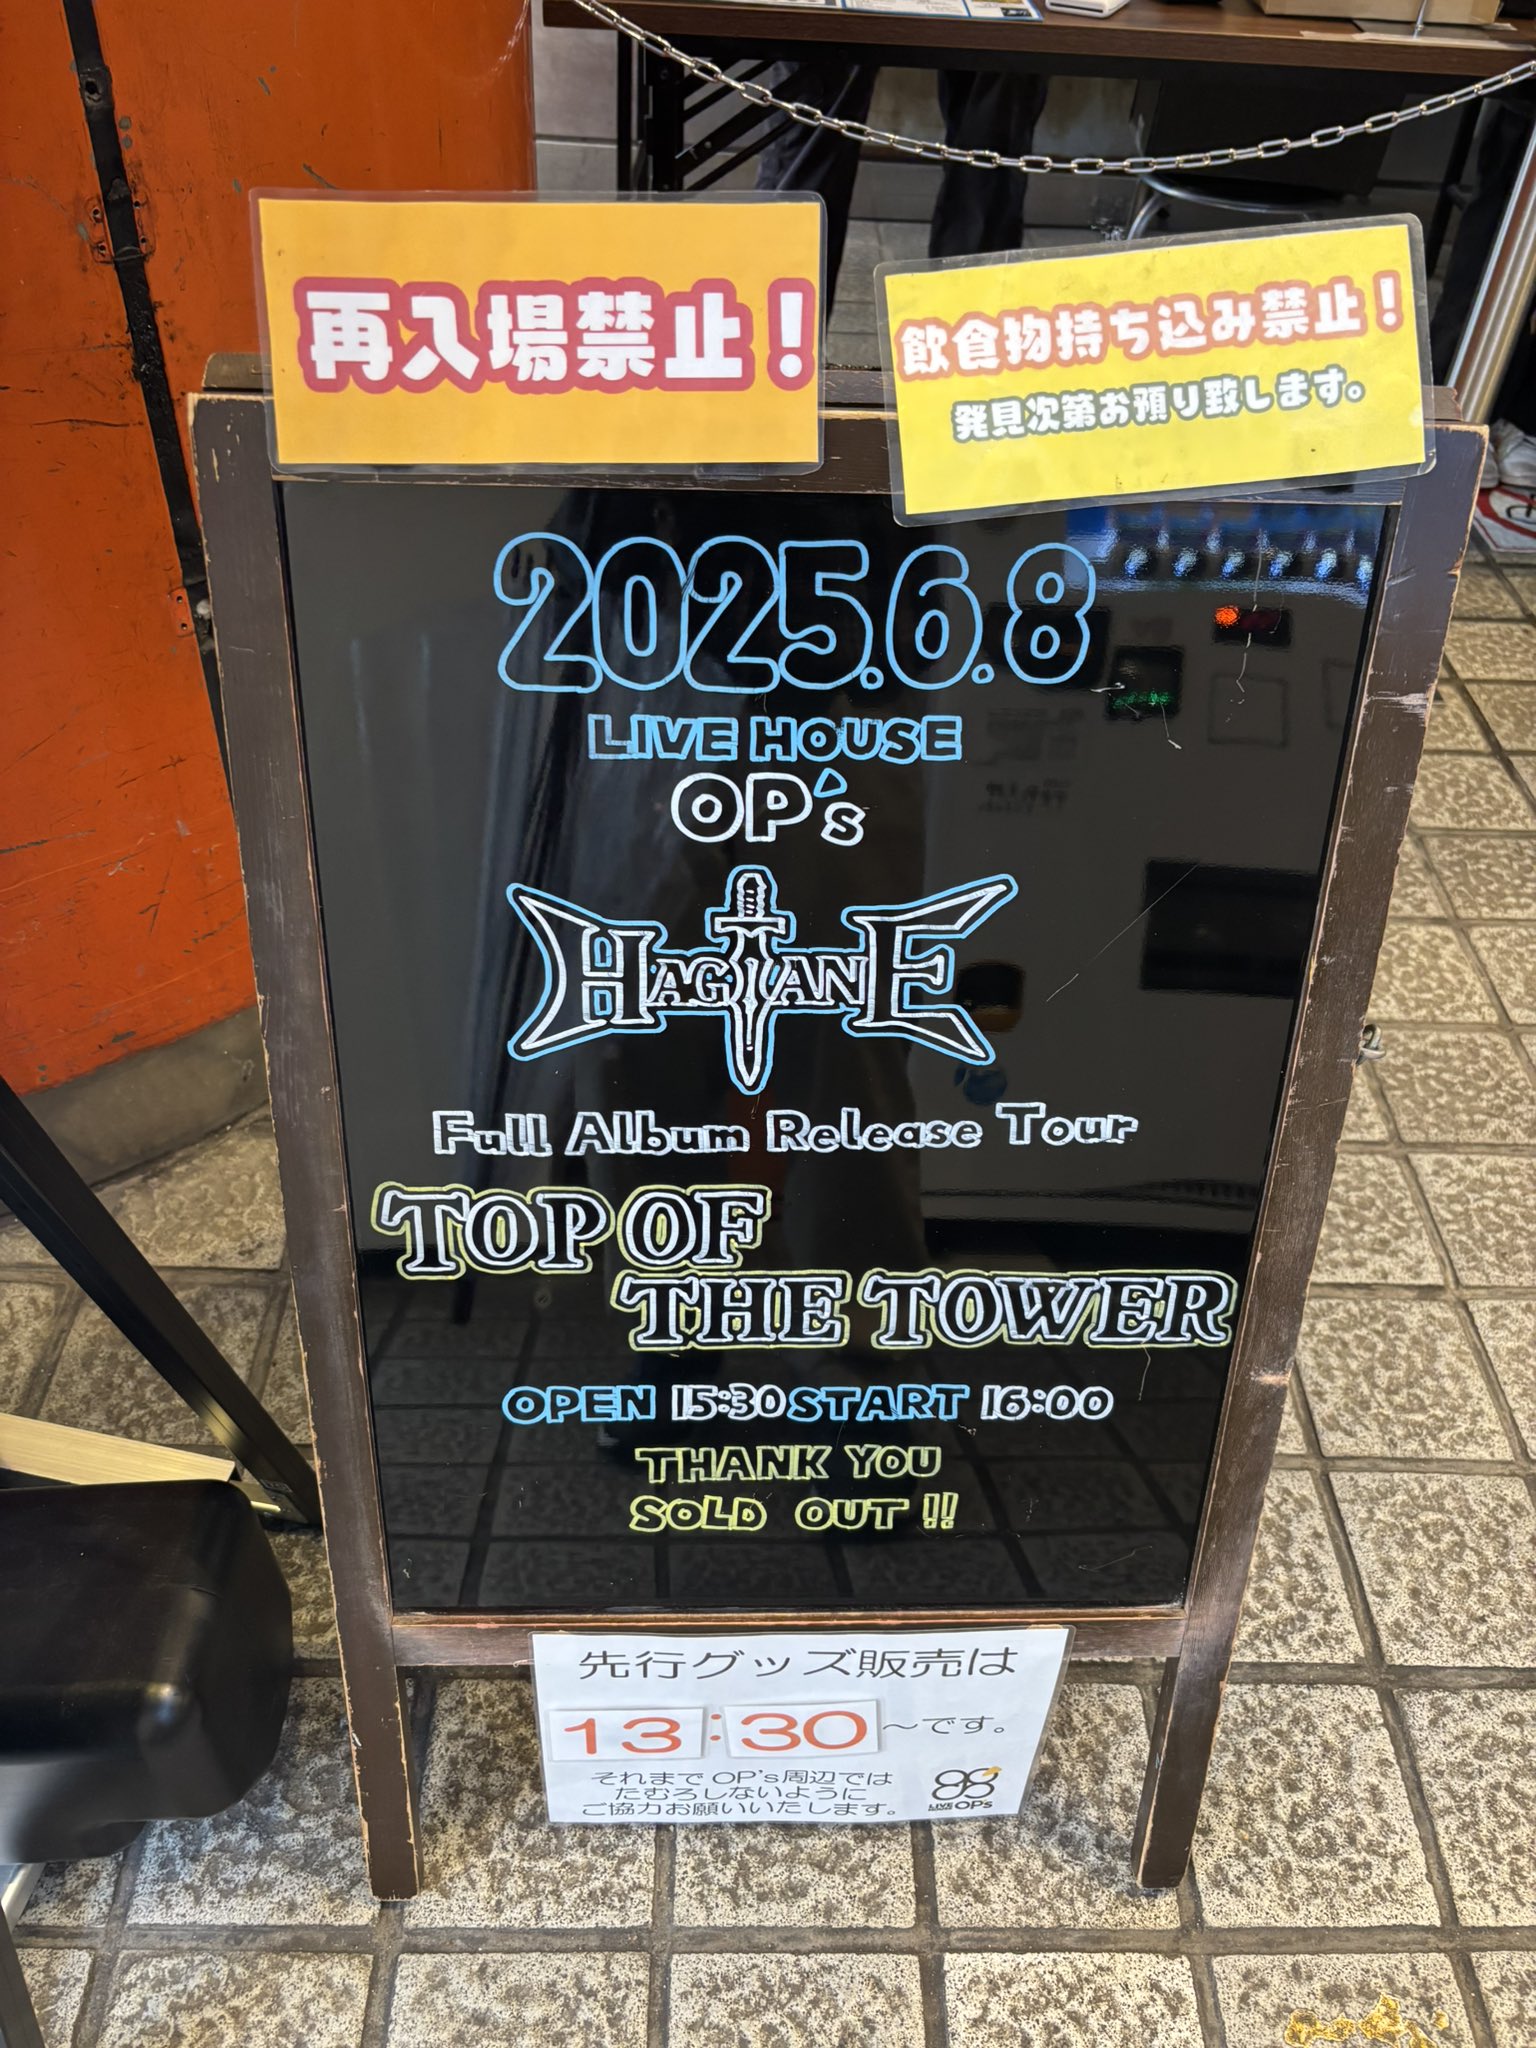 再入場禁止！
飲食物持ち込み禁止！
発見次第お預り致します。
2025.6.8
LIVE HOUSE
OP's
HAGANE
Full Album Release Tour
TOP OF
THE TOWER
OPEN 15:30 START 16:00
THANK YOU
SOLD OUT!!
先行グッズ販売は
13:30～です。
それまで OP's周辺では
たむろしないように
ご協力お願いいたします。
LIVE
OP's